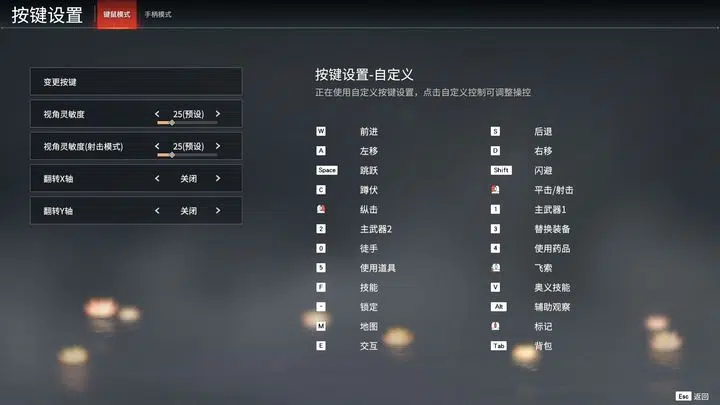 按键设置
键鼠模式
手柄模式
变更按键
视角灵敏度 25(预设)
视角灵敏度(射击模式) 25(预设)
翻转X轴 关闭
翻转Y轴 关闭
按键设置-自定义
正在使用自定义按键设置，点击自定义控制可调整操控
W 前进 S 后退
A 左移 D 右移
Space 跳跃 Shift 闪避
C 蹲伏 平击/射击
纵击 1 主武器1
2 主武器2 3 替换装备
0 徒手 4 使用药品
5 使用道具 飞索
F 技能 V 奥义技能
锁定 Alt 辅助观察
M 地图 标记
E 交互 Tab 背包
Esc 返回